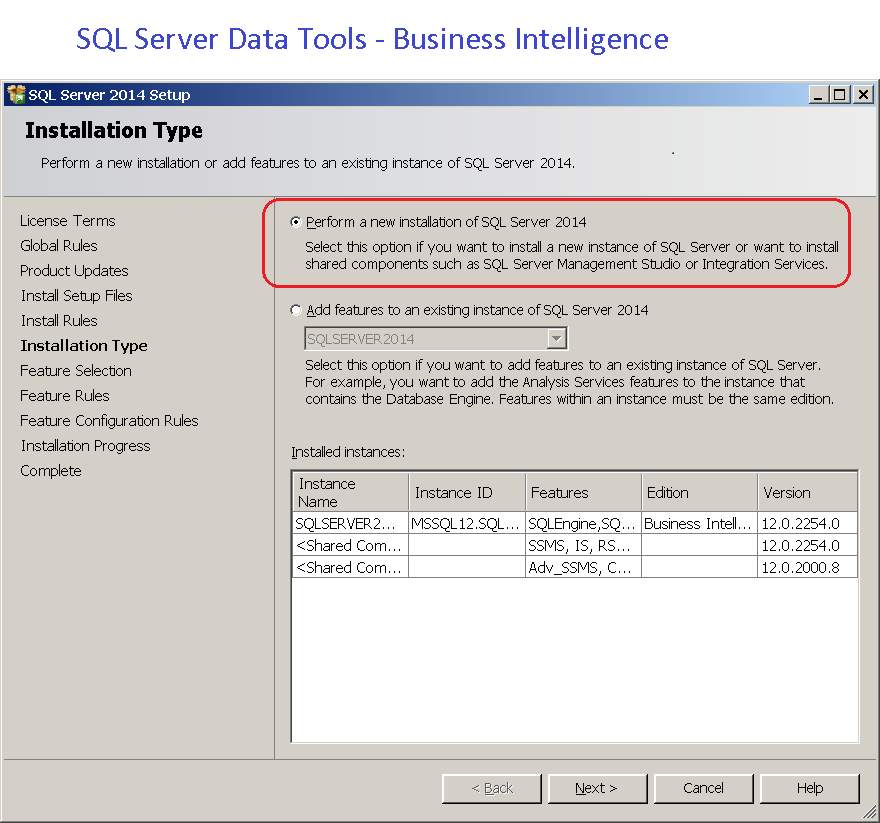 SQL Server Data Tools - Business Intelligence
SQL Server 2014 Setup
Installation Type
Perform a new installation or add features to an existing instance of SQL Server 2014.
License Terms
Global Rules
Product Updates
Install Setup Files
Install Rules
Installation Type
Feature Selection
Feature Rules
Feature Configuration Rules
Installation Progress
Complete
Perform a new installation of SQL Server 2014
Select this option if you want to install a new instance of SQL Server or want to install
shared components such as SQL Server Management Studio or Integration Services.
Add features to an existing instance of SQL Server 2014
SQLSERVER2014
Select this option if you want to add features to an existing instance of SQL Server.
For example, you want to add the Analysis Services features to the instance that
contains the Database Engine. Features within an instance must be the same edition.
Installed instances:
Instance Name Instance ID Features Edition Version
SQLSERVER2... MSSQL12.SQL... SQLEngine,SQ... Business Intell... 12.0.2254.0
<Shared Com... SSMS, IS, RS... 12.0.2254.0
<Shared Com... Adv_SSMS, C... 12.0.2000.8
< Back Next > Cancel Help